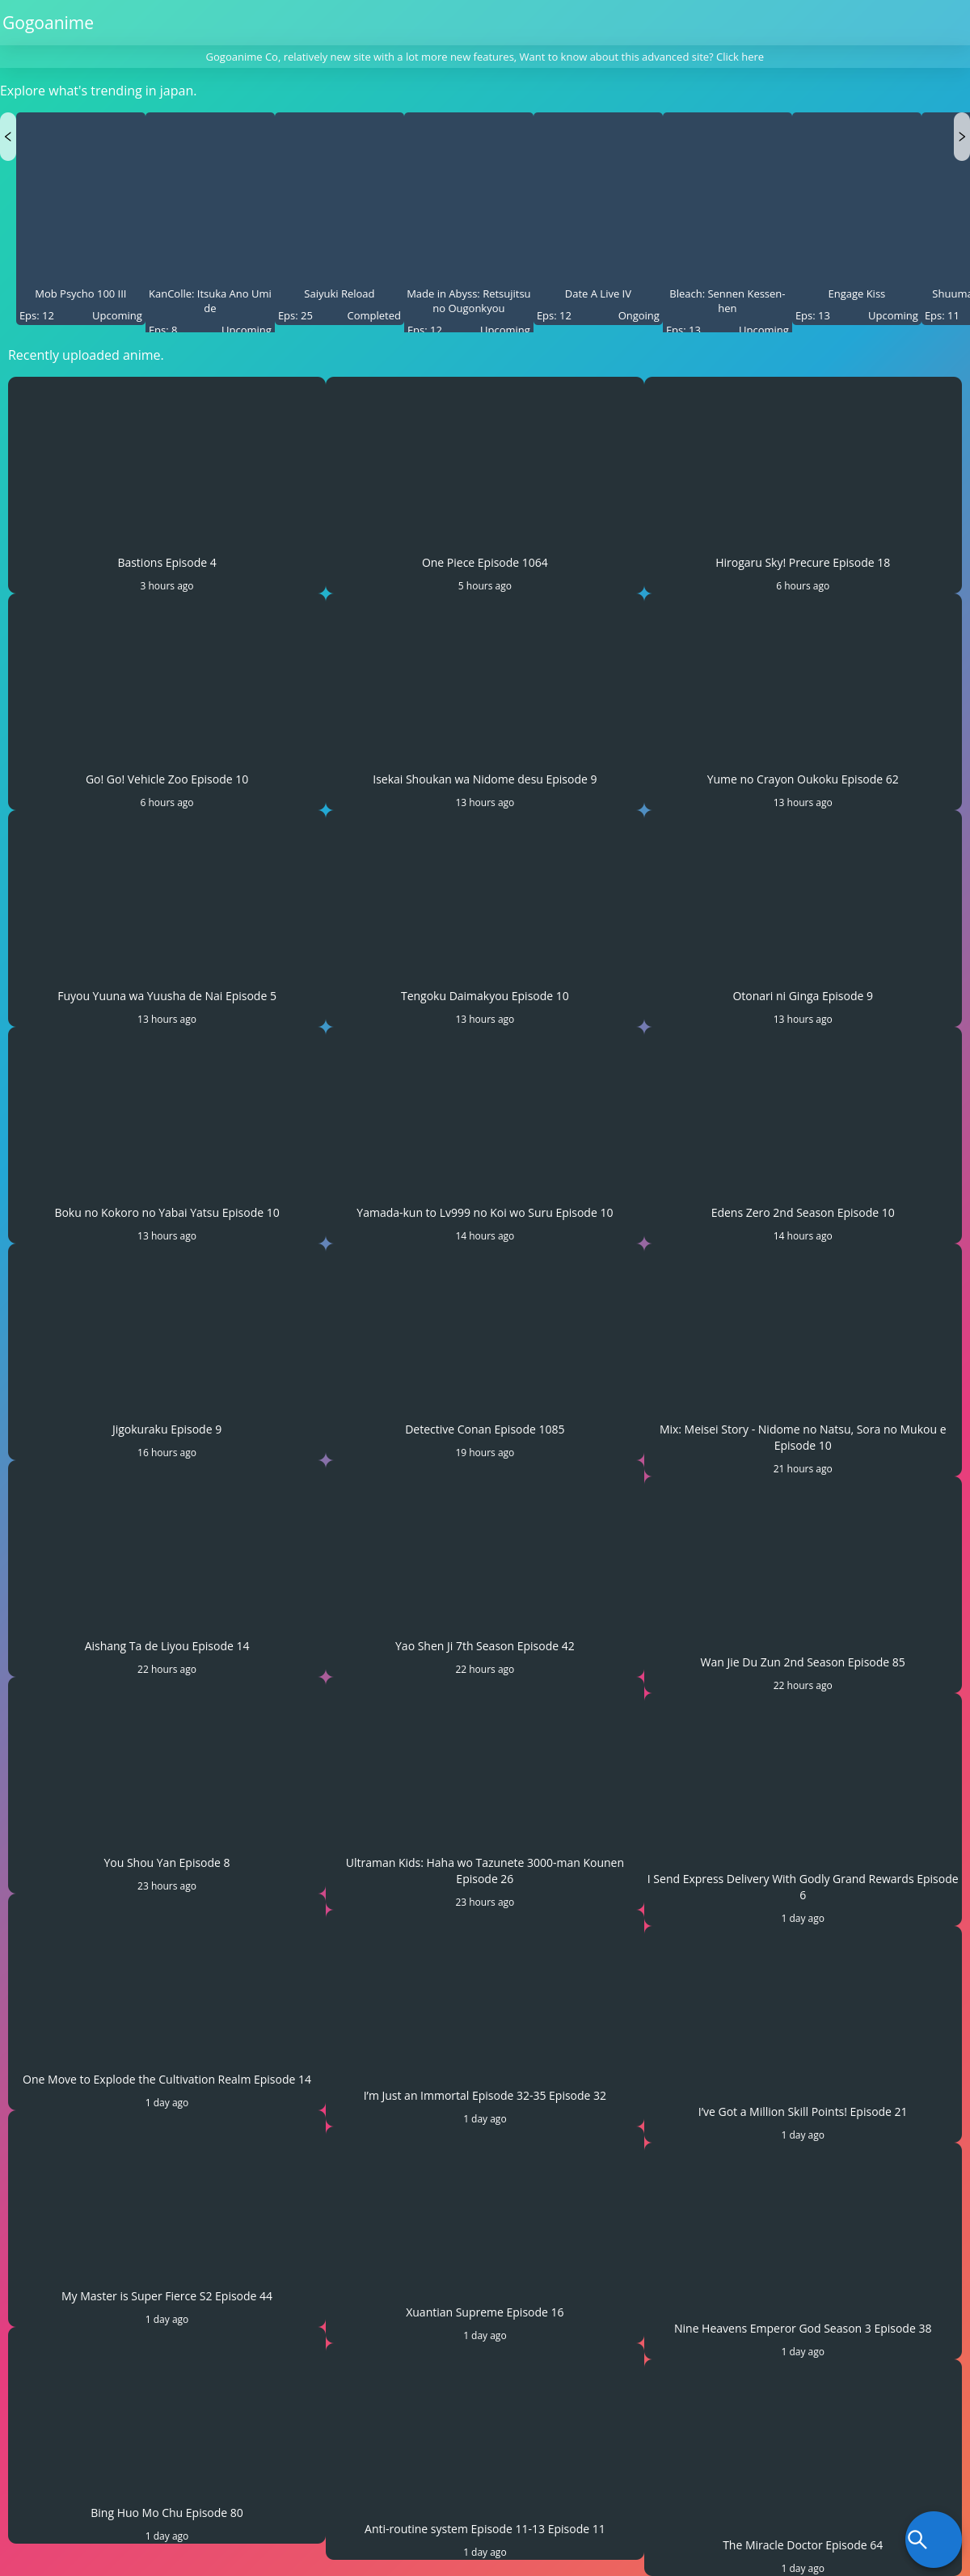 Gogoanime
Gogoanime Co, relatively new site with a lot more new features, Want to know about this advanced site? Click here
Explore what's trending in japan.
Mob Psycho 100 III
Eps: 12 Upcoming
KanColle: Itsuka Ano Umi
de
Eps: 8 Upcoming
Saiyuki Reload
Eps: 25 Completed
Made in Abyss: Retsujitsu
no Ougonkyou
Eps: 12 Upcoming
Date A Live IV
Eps: 12 Ongoing
Bleach: Sennen Kessen-
hen
Eps: 13 Upcoming
Engage Kiss
Eps: 13 Upcoming
Eps: 11
Recently uploaded anime.
Bastions Episode 4
3 hours ago
One Piece Episode 1064
5 hours ago
Hirogaru Sky! Precure Episode 18
6 hours ago
Go! Go! Vehicle Zoo Episode 10
6 hours ago
Isekai Shoukan wa Nidome desu Episode 9
13 hours ago
Yume no Crayon Oukoku Episode 62
13 hours ago
Fuyou Yuuna wa Yuusha de Nai Episode 5
13 hours ago
Tengoku Daimakyou Episode 10
13 hours ago
Otonari ni Ginga Episode 9
13 hours ago
Boku no Kokoro no Yabai Yatsu Episode 10
13 hours ago
Yamada-kun to Lv999 no Koi wo Suru Episode 10
14 hours ago
Edens Zero 2nd Season Episode 10
14 hours ago
Jigokuraku Episode 9
16 hours ago
Detective Conan Episode 1085
19 hours ago
Mix: Meisei Story - Nidome no Natsu, Sora no Mukou e
Episode 10
21 hours ago
Aishang Ta de Liyou Episode 14
22 hours ago
Yao Shen Ji 7th Season Episode 42
22 hours ago
Wan Jie Du Zun 2nd Season Episode 85
22 hours ago
You Shou Yan Episode 8
23 hours ago
Ultraman Kids: Haha wo Tazunete 3000-man Kounen
Episode 26
23 hours ago
I Send Express Delivery With Godly Grand Rewards Episode
6
1 day ago
One Move to Explode the Cultivation Realm Episode 14
1 day ago
I’m Just an Immortal Episode 32-35 Episode 32
1 day ago
I’ve Got a Million Skill Points! Episode 21
1 day ago
My Master is Super Fierce S2 Episode 44
1 day ago
Xuantian Supreme Episode 16
1 day ago
Nine Heavens Emperor God Season 3 Episode 38
1 day ago
Bing Huo Mo Chu Episode 80
1 day ago
Anti-routine system Episode 11-13 Episode 11
1 day ago
The Miracle Doctor Episode 64
1 day ago